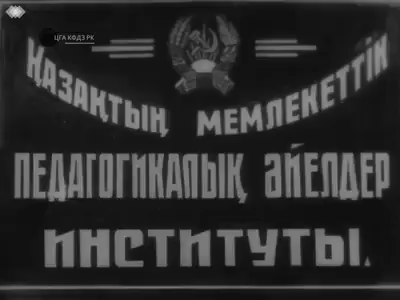 ЦГА КФДЗ РК
ҚАЗАҚТЫҢ МЕМЛЕКЕТТІК
ПЕДАГОГИКАЛЫҚ ӘЙЕЛДЕР
ИНСТИТУТЫ.